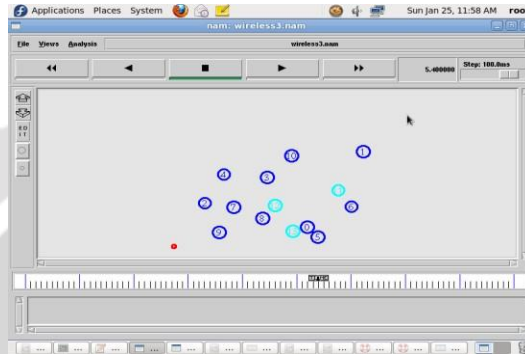 Applications Places System Sun Jan 25, 11:58 AM roo
nam: wireless3.nam
File Views Analysis wireless3.nam
5.400000 Step: 100.0ms
10
1
4
3
2
7
6
8
0
9
5